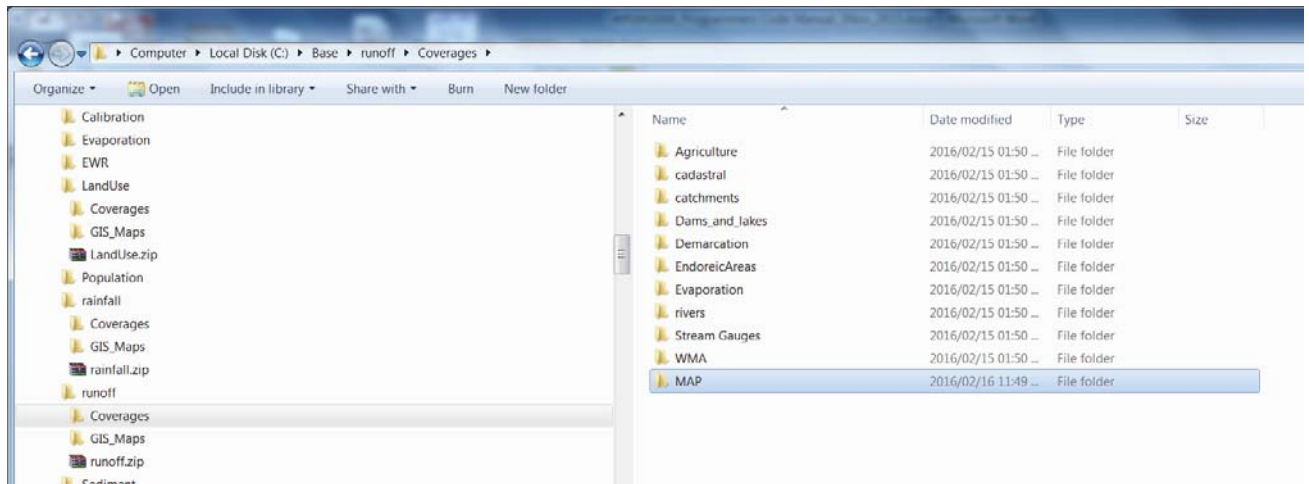 Computer ▸ Local Disk (C:) ▸ Base ▸ runoff ▸ Coverages ▸
Organize Open Include in library Share with Burn New folder
Calibration
Evaporation
EWR
LandUse
Coverages
GIS_Maps
LandUse.zip
Population
rainfall
Coverages
GIS_Maps
rainfall.zip
runoff
Coverages
GIS_Maps
runoff.zip
Sediment
Name Date modified Type Size
Agriculture 2016/02/15 01:50 ... File folder
cadastral 2016/02/15 01:50 ... File folder
catchments 2016/02/15 01:50 ... File folder
Dams_and_lakes 2016/02/15 01:50 ... File folder
Demarcation 2016/02/15 01:50 ... File folder
EndoreicAreas 2016/02/15 01:50 ... File folder
Evaporation 2016/02/15 01:50 ... File folder
rivers 2016/02/15 01:50 ... File folder
Stream Gauges 2016/02/15 01:50 ... File folder
WMA 2016/02/15 01:50 ... File folder
MAP 2016/02/16 11:49 ... File folder